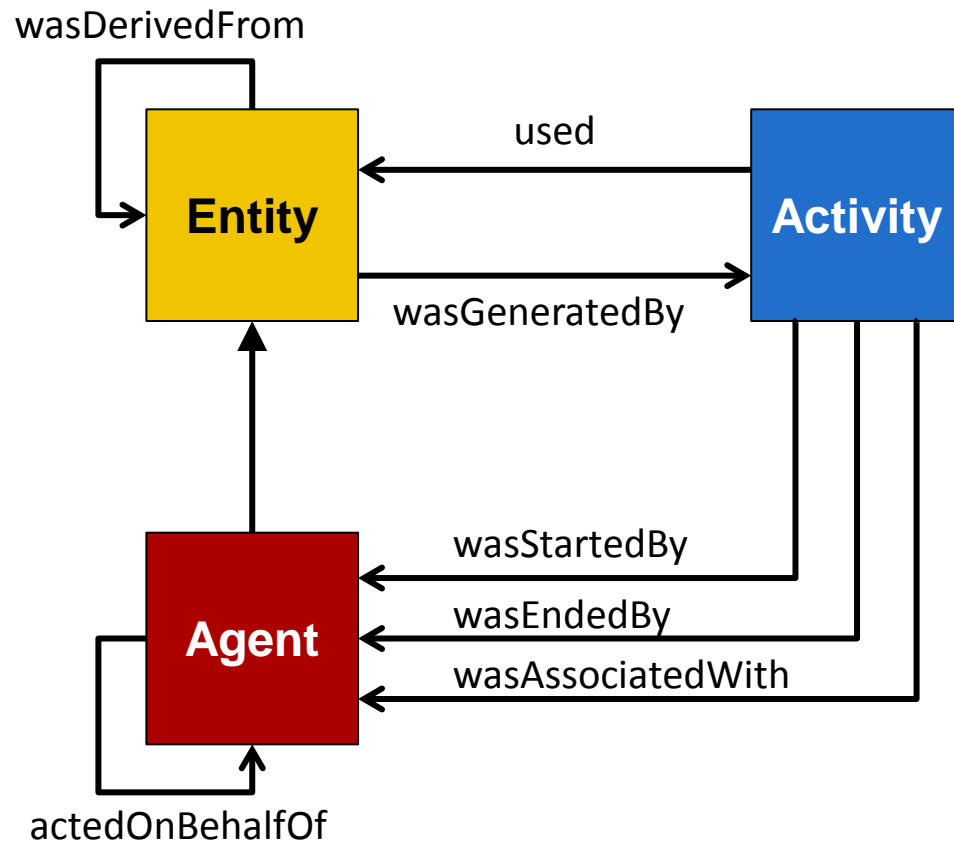 wasDerivedFrom
used
Entity
Activity
wasGeneratedBy
wasStartedBy
wasEndedBy
Agent
wasAssociatedWith
actedOnBehalfOf